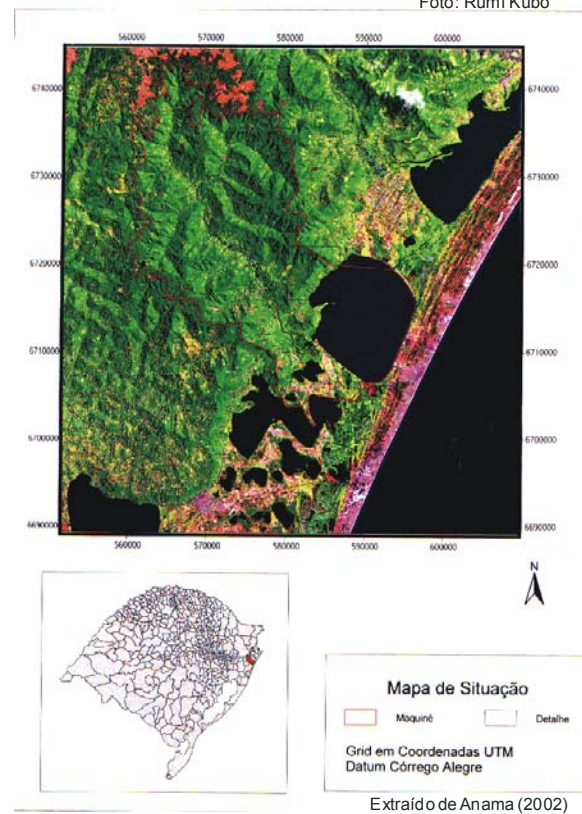 Foto: Rumi Kubo
560000 570000 580000 590000 600000
6740000 6740000
6730000 6730000
6720000 6720000
6710000 6710000
6700000 6700000
6690000 6690000
560000 570000 580000 590000 600000
N
Mapa de Situação
Maquiné Detalhe
Grid em Coordenadas UTM
Datum Córrego Alegre
Extraído de Anama (2002)